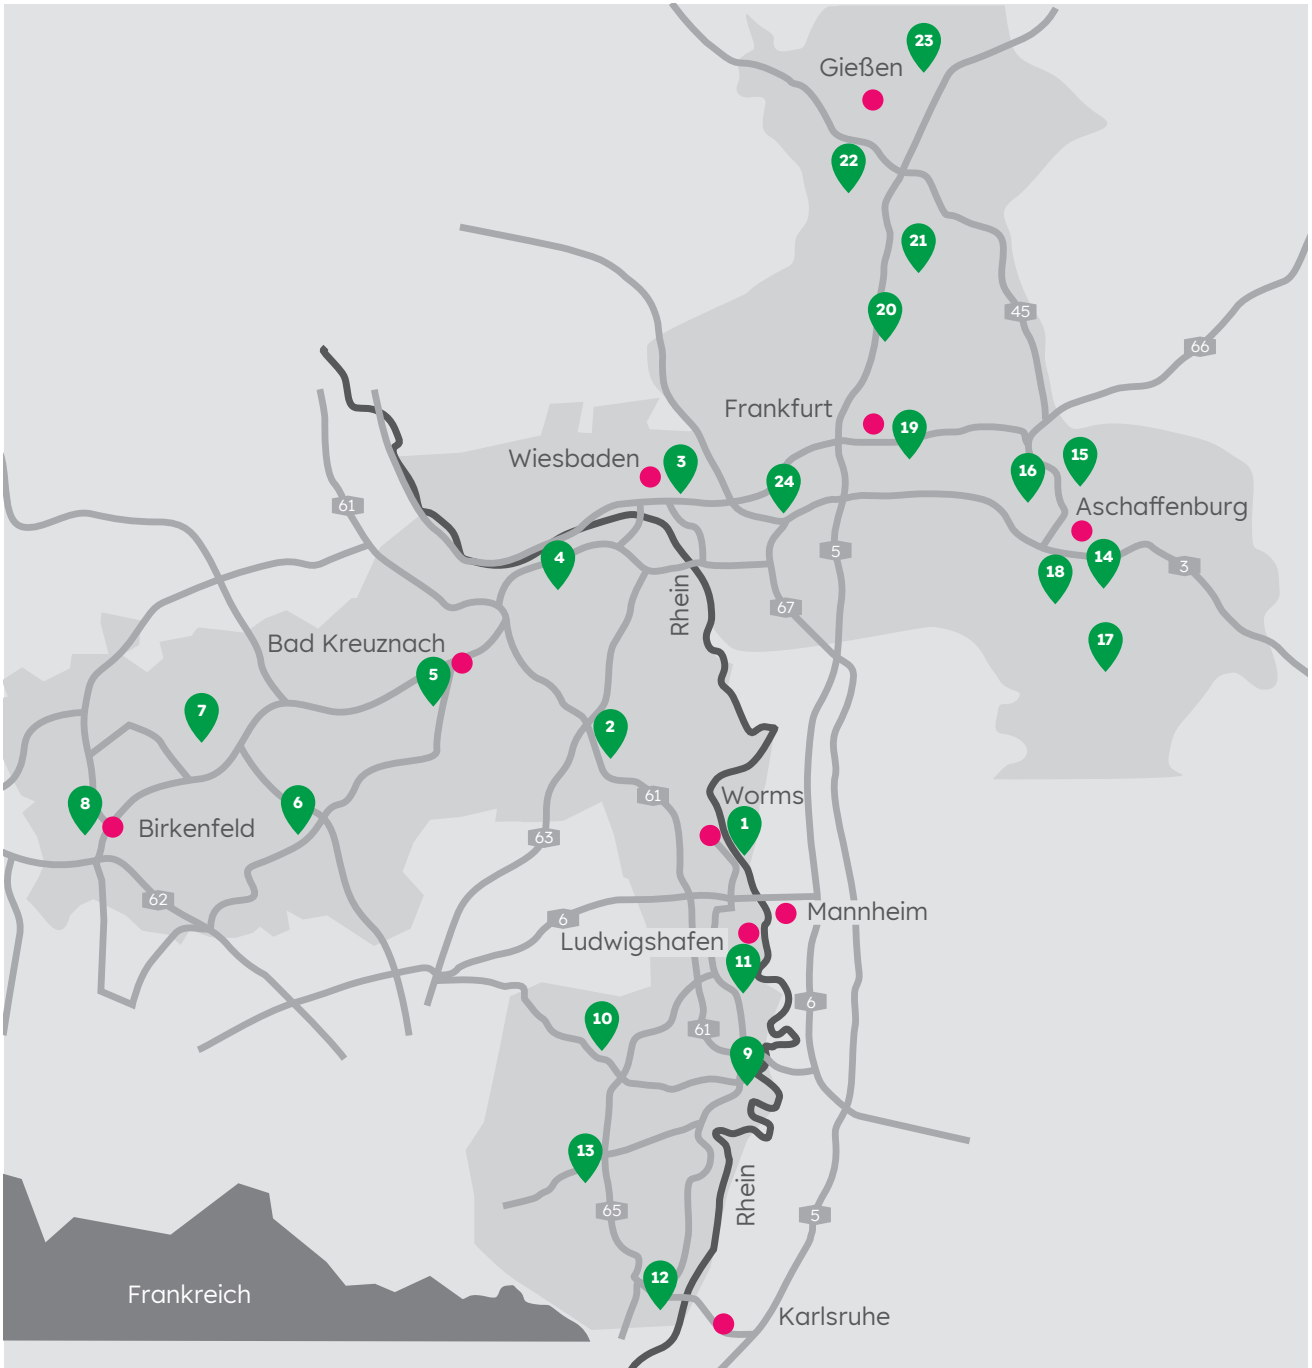 23
Gießen
22
21
20
45
66
Frankfurt
19
Wiesbaden
3
15
16
24
Aschaffenburg
61
5
4
14
3
18
Rhein
67
17
Bad Kreuznach
5
7
2
61
Worms
8
6
1
Birkenfeld
63
62
6
Mannheim
Ludwigshafen
11
6
10
61
9
13
Rhein
65
5
12
Frankreich
Karlsruhe